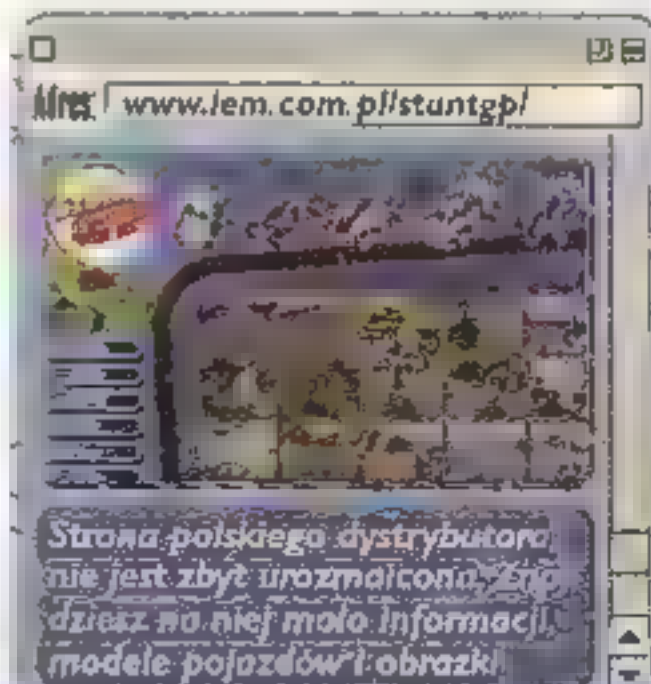 Adres www.lem.com.pl/stuntgp/
Strona polskiego dystrybutora
nie jest zbyt urozmaicona. Zna
dziesz na niej mało informacji,
modele pojazdów i obrazki